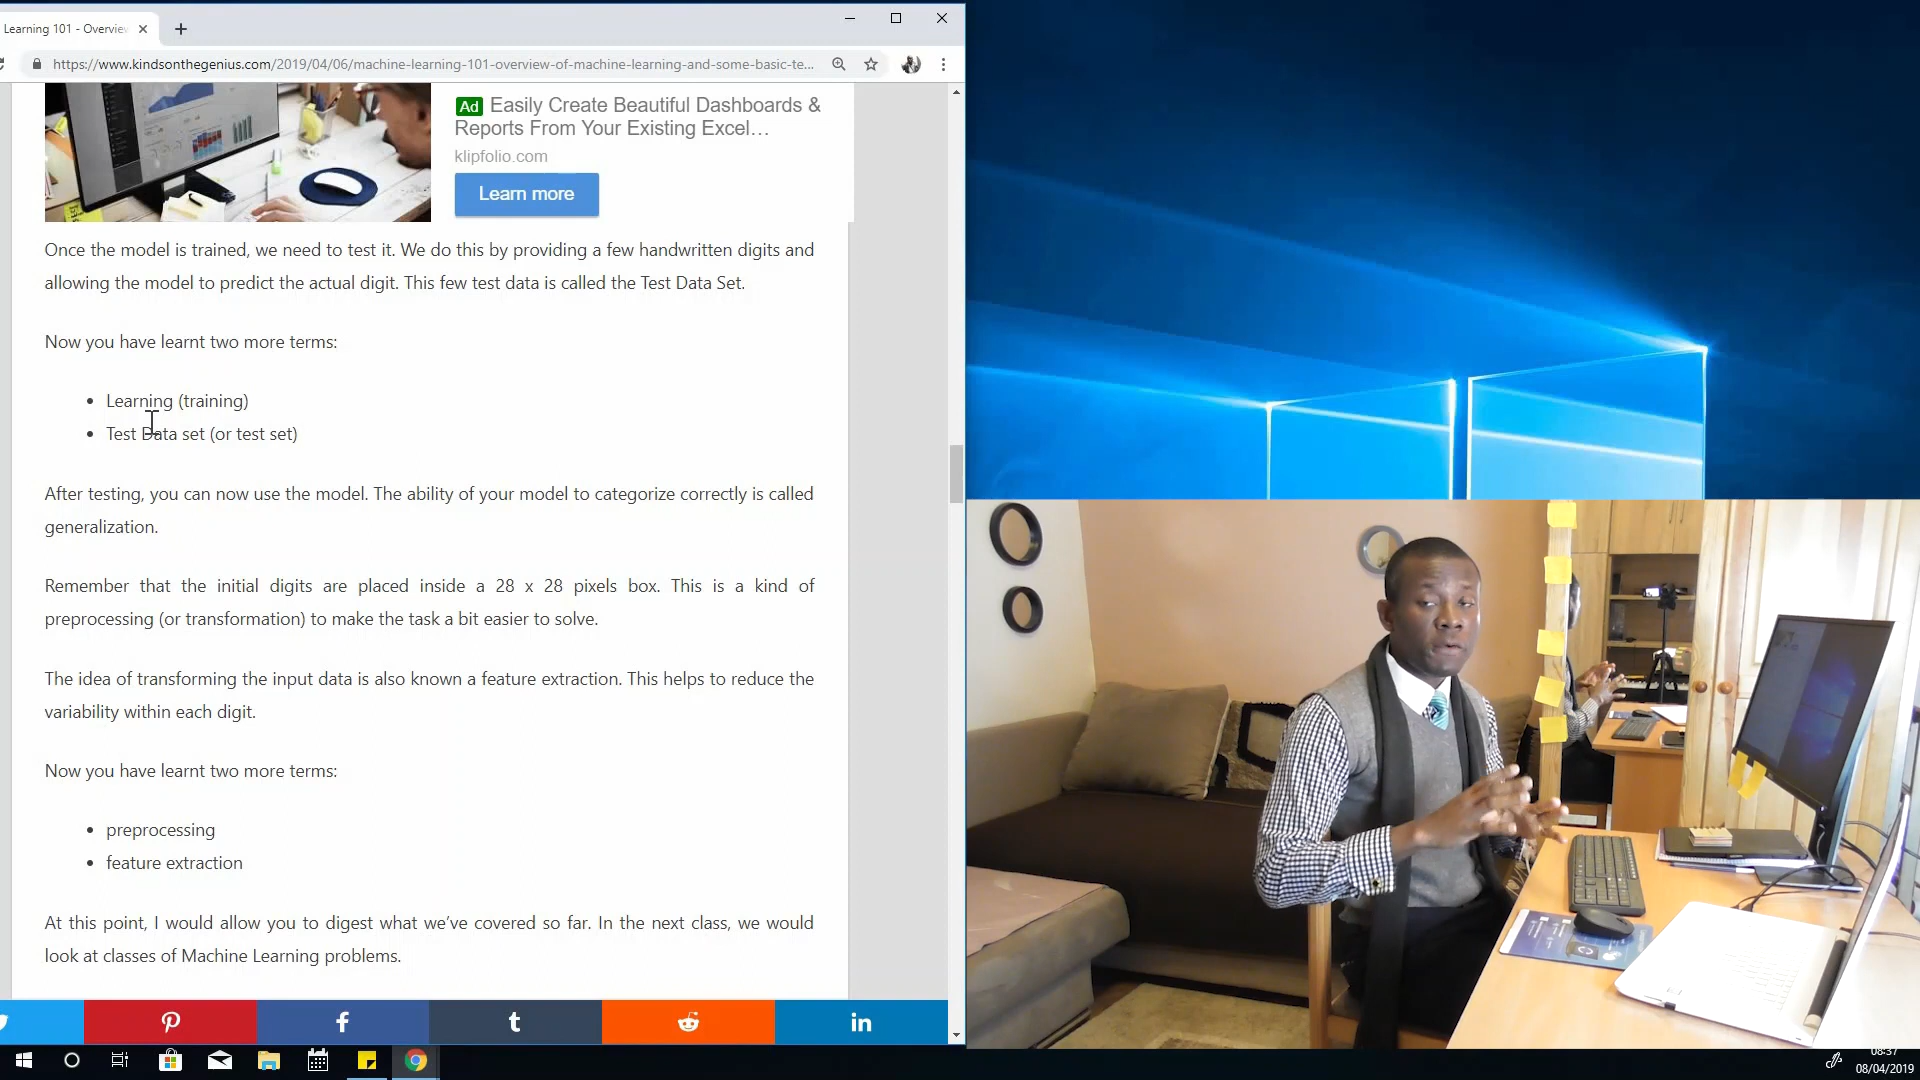 Learning 101 - Overvie
https://www.kindsonthegenius.com/2019/04/06/machine-learning-101-overview-of-machine-learning-and-some-basic-te...
Ad Easily Create Beautiful Dashboards &
Reports From Your Existing Excel...
klipfolio.com
Learn more
Once the model is trained, we need to test it. We do this by providing a few handwritten digits and
allowing the model to predict the actual digit. This few test data is called the Test Data Set.
Now you have learnt two more terms:
• Learning (training)
• Test Data set (or test set)
After testing, you can now use the model. The ability of your model to categorize correctly is called
generalization.
Remember that the initial digits are placed inside a 28 x 28 pixels box. This is a kind of
preprocessing (or transformation) to make the task a bit easier to solve.
The idea of transforming the input data is also known a feature extraction. This helps to reduce the
variability within each digit.
Now you have learnt two more terms:
• preprocessing
• feature extraction
At this point, I would allow you to digest what we’ve covered so far. In the next class, we would
look at classes of Machine Learning problems.
08:37
08/04/2019